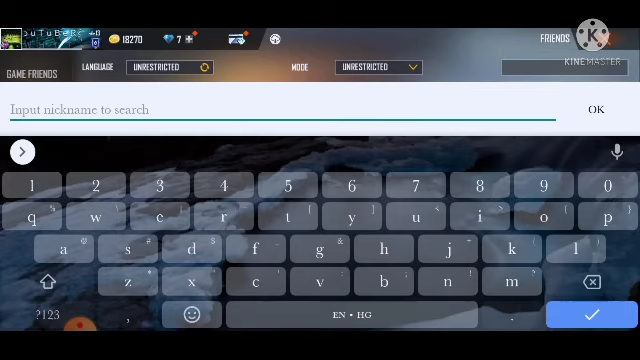 YouTuBeR
18270
7
FRIENDS
K
KINEMASTER
GAME FRIENDS
LANGUAGE
UNRESTRICTED
MODE
UNRESTRICTED
Input nickname to search
OK
1 2 3 4 5 6 7 8 9 0
q w e r t y u i o p
a s d f g h j k l
z x c v b n m
?123 , EN • HG .